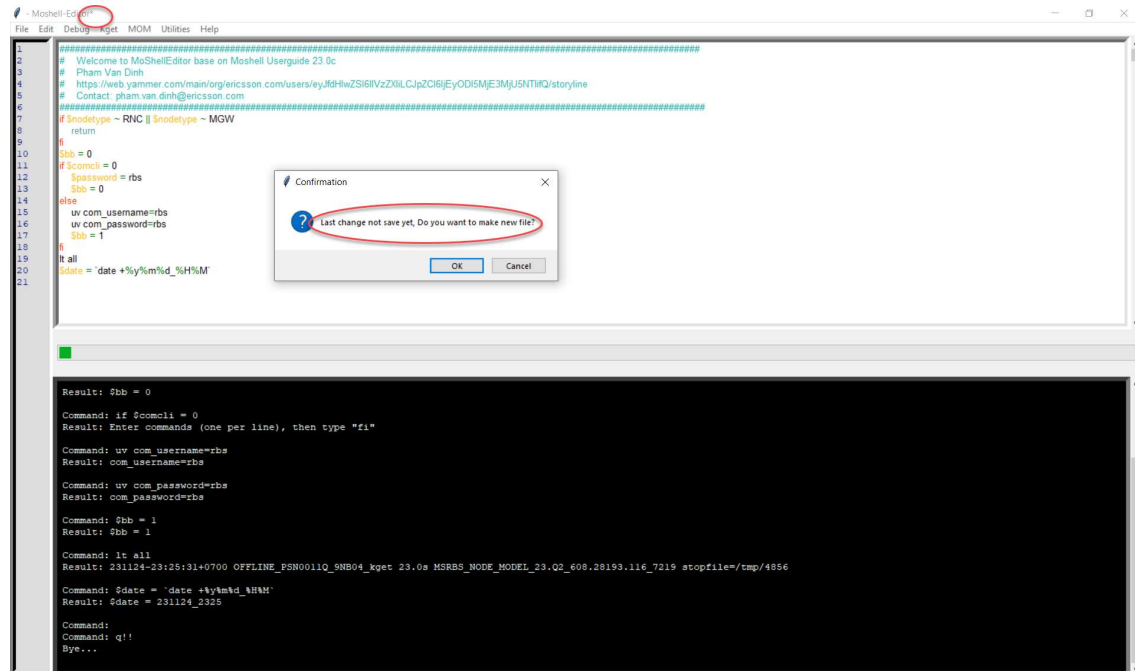 - Moshell-Editor*
File Edit Debug Kget MOM Utilities Help
1 ####################################################################################################################
2 # Welcome to MoShellEditor base on Moshell Userguide 23.0c
3 # Pham Van Dinh
4 # https://web.yammer.com/main/org/ericsson.com/users/eyJfdHlwZSI6IlVzZXIiLCJpZCI6IjEyODI5MjE3MjU5NTIifQ/storyline
5 # Contact: pham.van.dinh@ericsson.com
6 #####################################################################################################################
7 if $nodetype ~ RNC || $nodetype ~ MGW
8 return
9 fi
10 $bb = 0
11 if $comcli = 0
12 $password = rbs
13 $bb = 0
14 else
15 uv com_username=rbs
16 uv com_password=rbs
17 $bb = 1
18 fi
19 lt all
20 $date = `date +%y%m%d_%H%M`
21
Confirmation
Last change not save yet, Do you want to make new file?
OK Cancel
Result: $bb = 0
Command: if $comcli = 0
Result: Enter commands (one per line), then type "fi"
Command: uv com_username=rbs
Result: com_username=rbs
Command: uv com_password=rbs
Result: com_password=rbs
Command: $bb = 1
Result: $bb = 1
Command: lt all
Result: 231124-23:25:31+0700 OFFLINE_PSN0011Q_9NB04_kget 23.0s MSRBS_NODE_MODEL_23.Q2_608.28193.116_7219 stopfile=/tmp/4856
Command: $date = `date +%y%m%d_%H%M`
Result: $date = 231124_2325
Command:
Command: q!!
Bye...